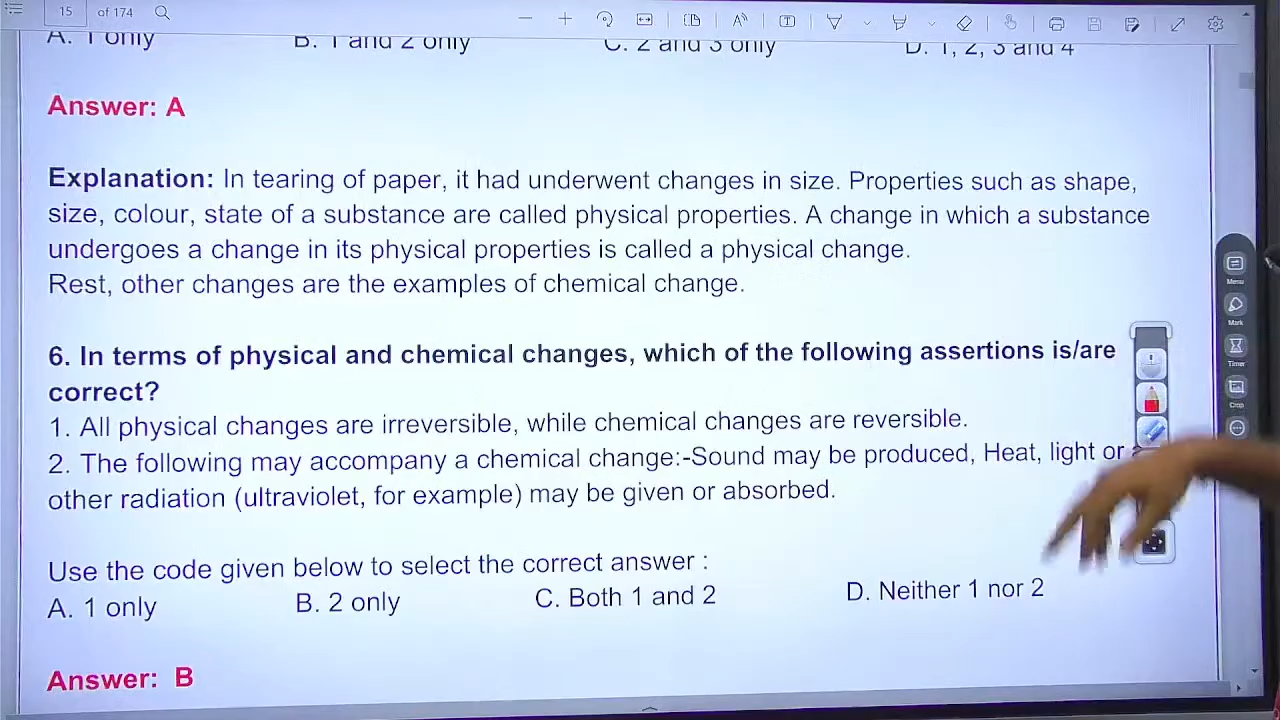 15 of 174
A. 1 only B. 1 and 2 only C. 2 and 3 only D. 1, 2, 3 and 4
Answer: A
Explanation: In tearing of paper, it had underwent changes in size. Properties such as shape,
size, colour, state of a substance are called physical properties. A change in which a substance
undergoes a change in its physical properties is called a physical change.
Rest, other changes are the examples of chemical change.
Menu
Mark
Timer
Crop
6. In terms of physical and chemical changes, which of the following assertions is/are
correct?
1. All physical changes are irreversible, while chemical changes are reversible.
2. The following may accompany a chemical change:-Sound may be produced, Heat, light or
other radiation (ultraviolet, for example) may be given or absorbed.
Use the code given below to select the correct answer :
A. 1 only B. 2 only C. Both 1 and 2 D. Neither 1 nor 2
Answer: B